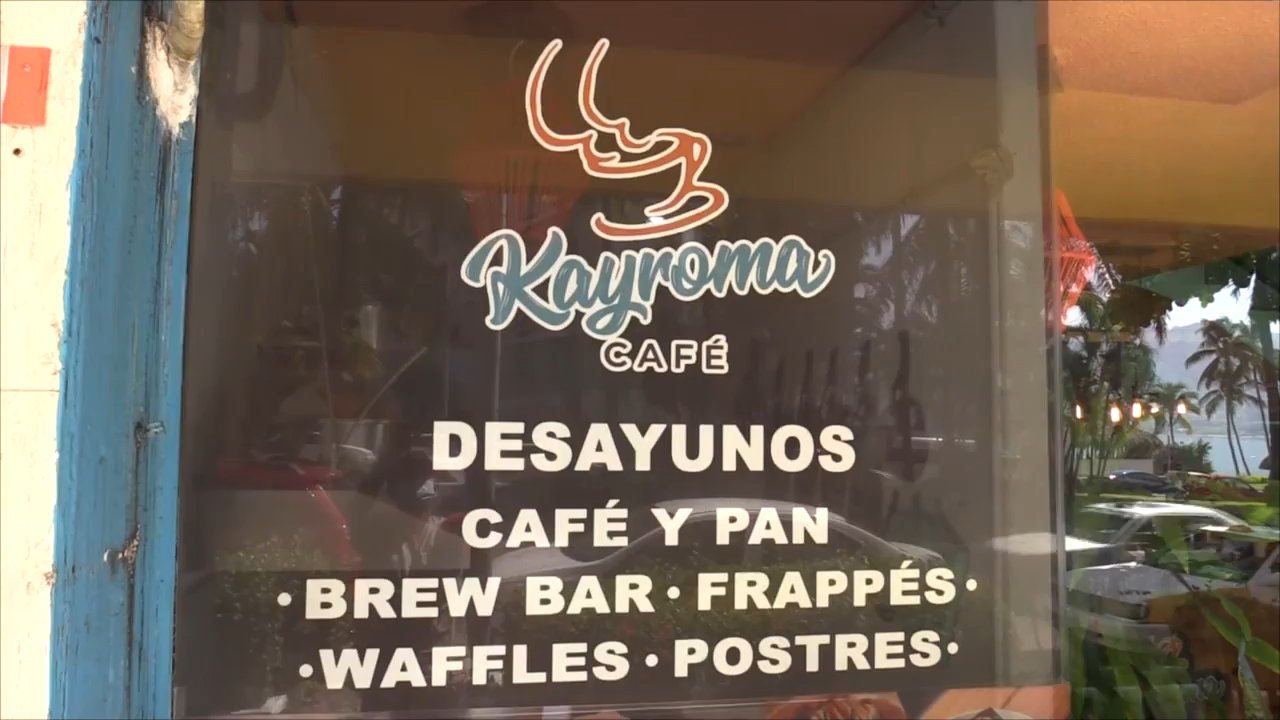 Kayroma
CAFÉ
DESAYUNOS
CAFÉ Y PAN
·BREW BAR·FRAPPÉS·
·WAFFLES·POSTRES·